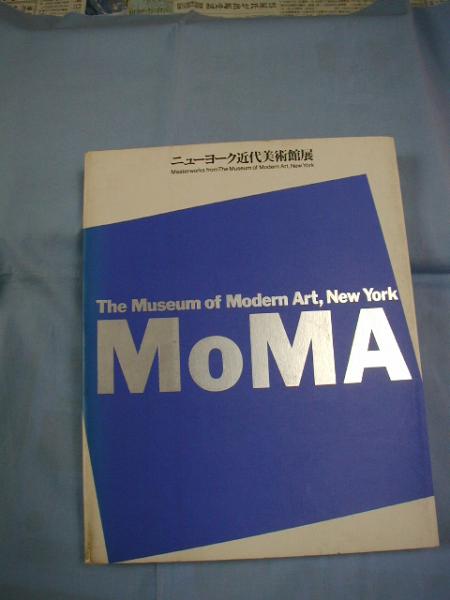 ニューヨーク近代美術館展
Masterworks from The Museum of Modern Art, New York
The Museum of Modern Art, New York
MoMA